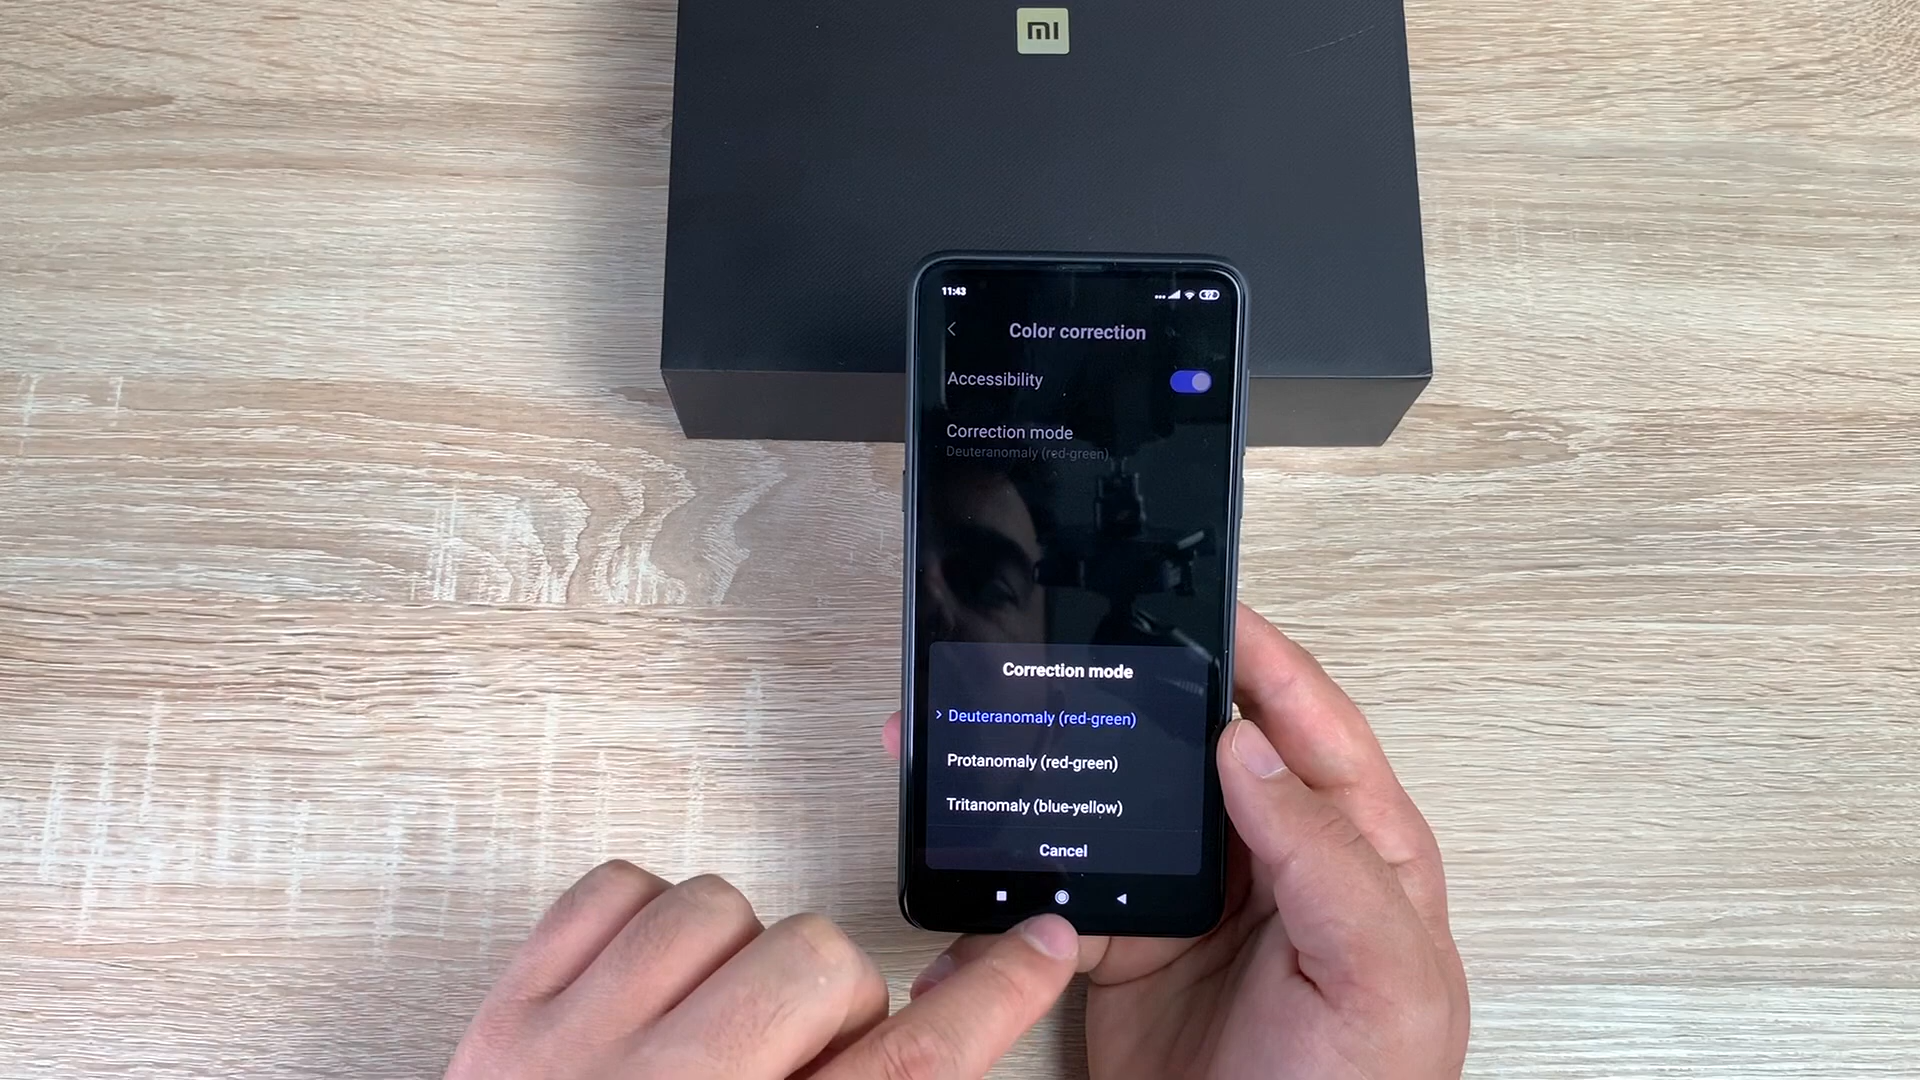 mi
11:43
Color correction
Accessibility
Correction mode
Deuteranomaly (red-green)
Correction mode
Deuteranomaly (red-green)
Protanomaly (red-green)
Tritanomaly (blue-yellow)
Cancel